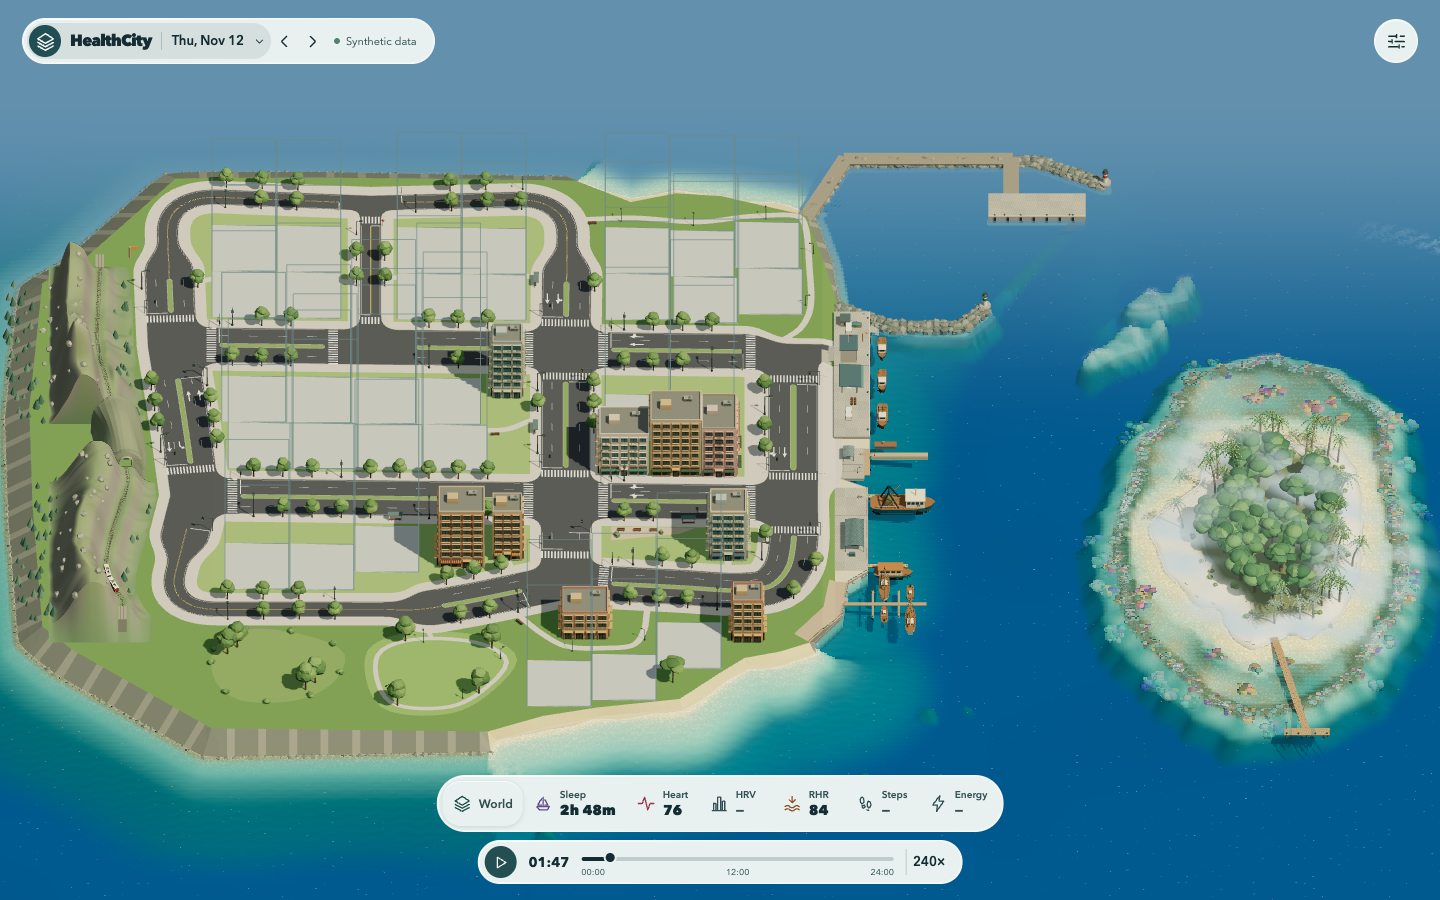 HealthCity
Thu, Nov 12
Synthetic data
World
Sleep
2h 48m
Heart
76
HRV
–
RHR
84
Steps
–
Energy
–
01:47
00:00
12:00
24:00
240×